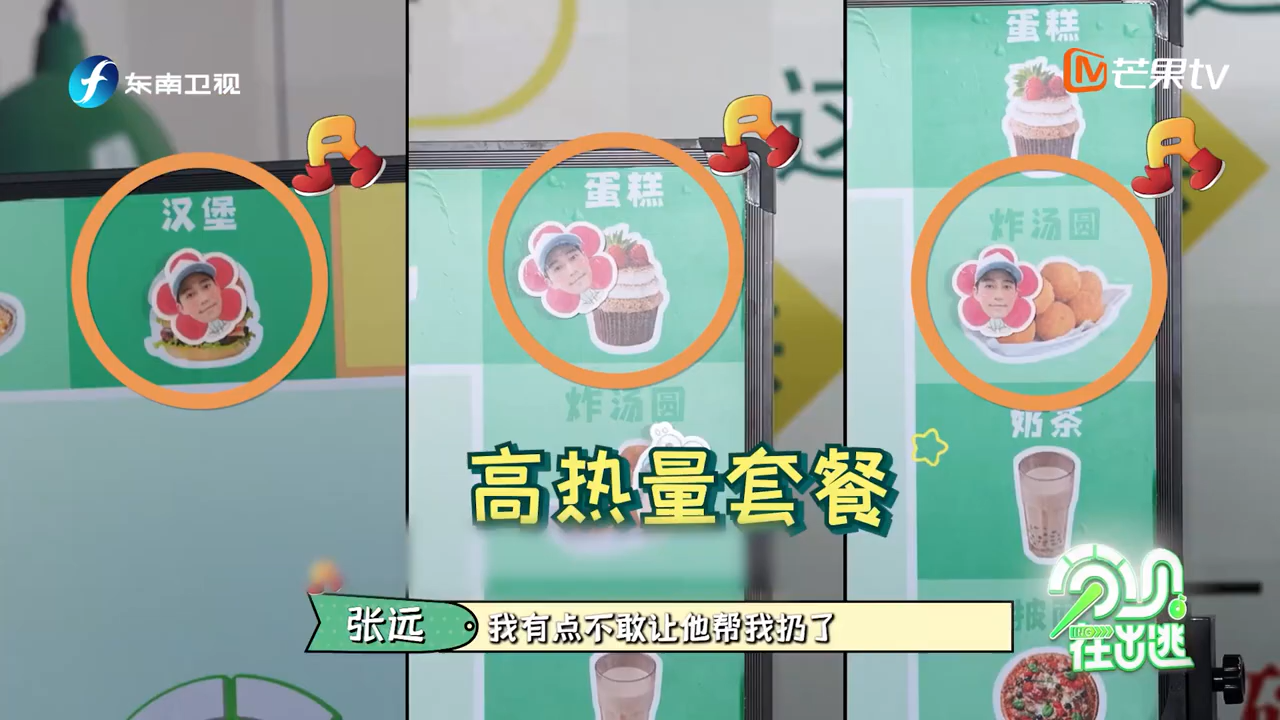 东南卫视
芒果tv
汉堡
蛋糕
炸汤圆
蛋糕
炸汤圆
奶茶
这
高热量套餐
张远
我有点不敢让他帮我扔了
在出逃